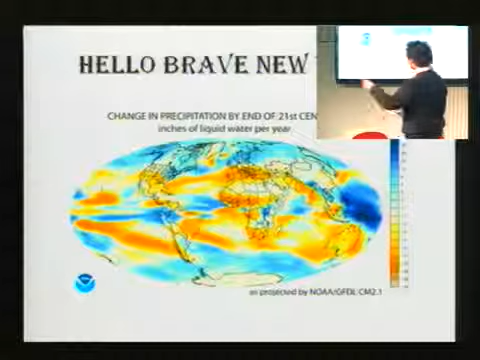 HELLO BRAVE NEW
CHANGE IN PRECIPITATION BY END OF 21st CEN
inches of liquid water per year
as projected by NOAA/GFDL CM2.1